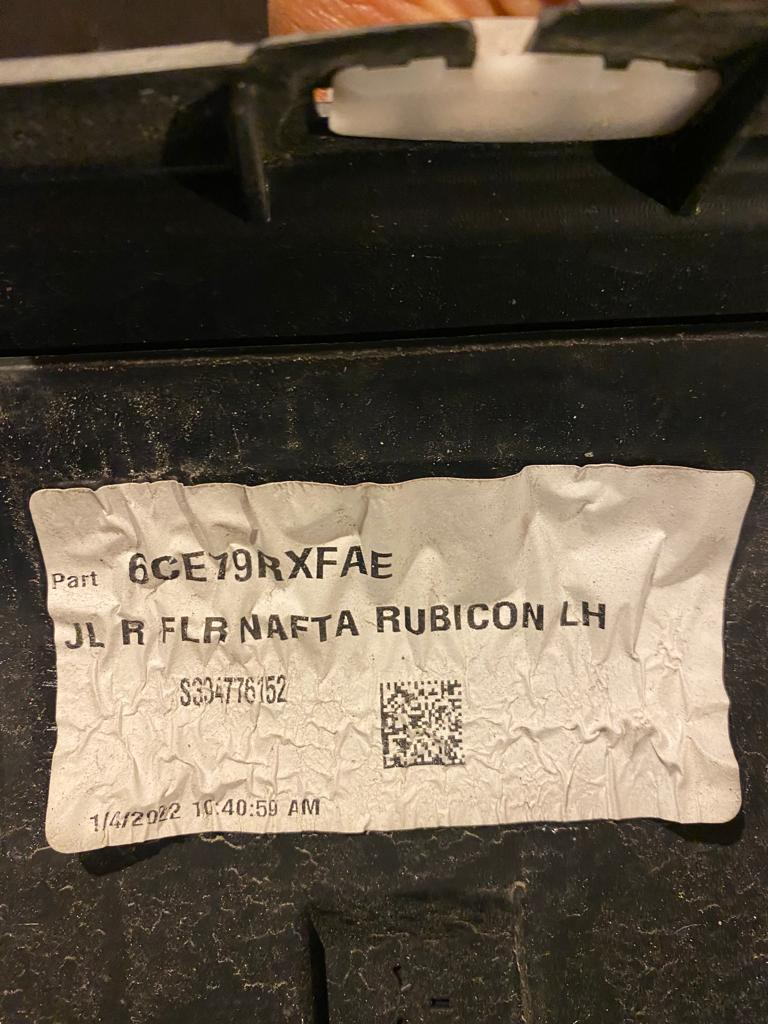 Part 6CE79RXFAE
JL R FLR NAFTA RUBICON LH
S334776152
1/4/2022 10:40:59 AM